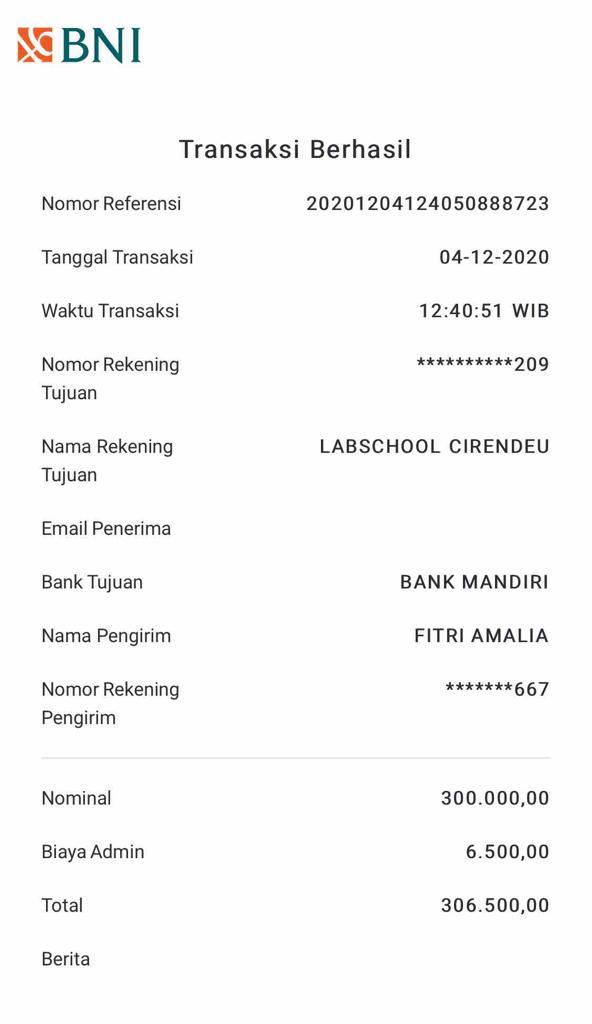 BNI
Transaksi Berhasil
Nomor Referensi 20201204124050888723
Tanggal Transaksi 04-12-2020
Waktu Transaksi 12:40:51 WIB
Nomor Rekening Tujuan **********209
Nama Rekening Tujuan LABSCHOOL CIRENDEU
Email Penerima
Bank Tujuan BANK MANDIRI
Nama Pengirim FITRI AMALIA
Nomor Rekening Pengirim *******667
Nominal 300.000,00
Biaya Admin 6.500,00
Total 306.500,00
Berita